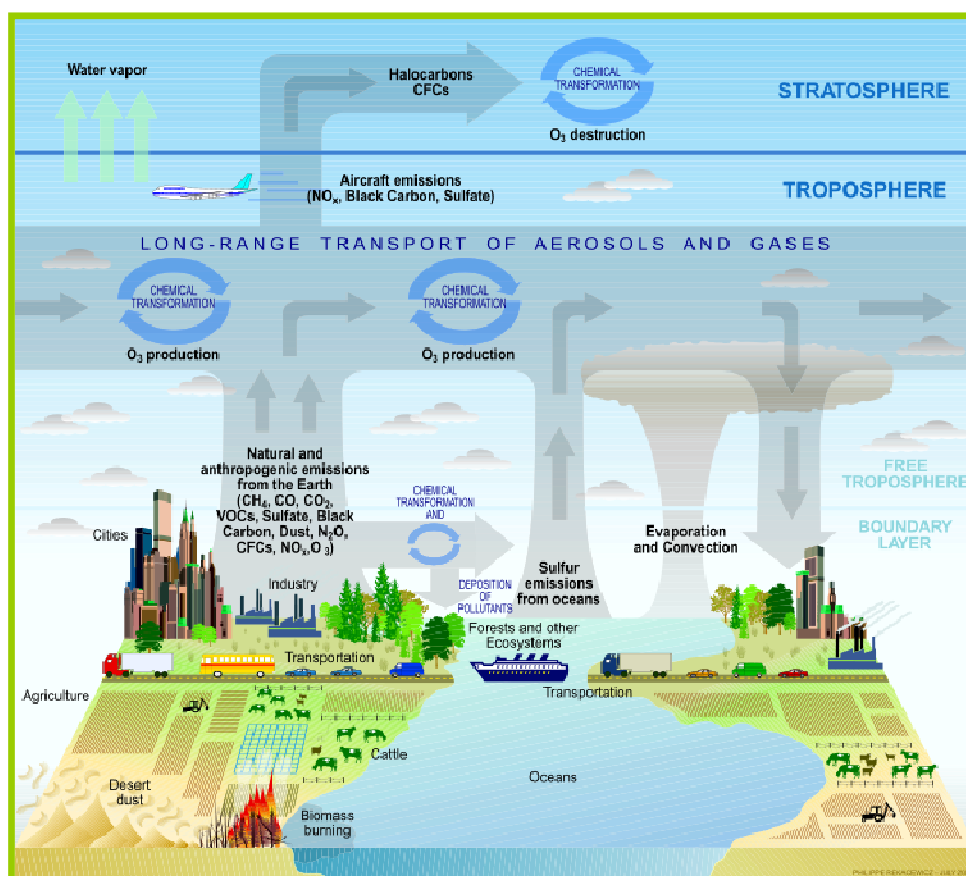 Water vapor
Halocarbons
CFCs
CHEMICAL
TRANSFORMATION
O₃ destruction
STRATOSPHERE
Aircraft emissions
(NOₓ, Black Carbon, Sulfate)
TROPOSPHERE
LONG-RANGE TRANSPORT OF AEROSOLS AND GASES
CHEMICAL
TRANSFORMATION
O₃ production
CHEMICAL
TRANSFORMATION
O₃ production
Natural and
anthropogenic emissions
from the Earth
(CH₄, CO, CO₂,
VOCs, Sulfate, Black
Carbon, Dust, N₂O,
CFCs, NOₓ,O₃)
CHEMICAL
TRANSFORMATION
AND
DEPOSITION
OF
POLLUTANTS
FREE
TROPOSPHERE
BOUNDARY
LAYER
Cities
Industry
Sulfur
emissions
from oceans
Evaporation
and Convection
Forests and other
Ecosystems
Transportation
Transportation
Agriculture
Cattle
Desert
dust
Biomass
burning
Oceans